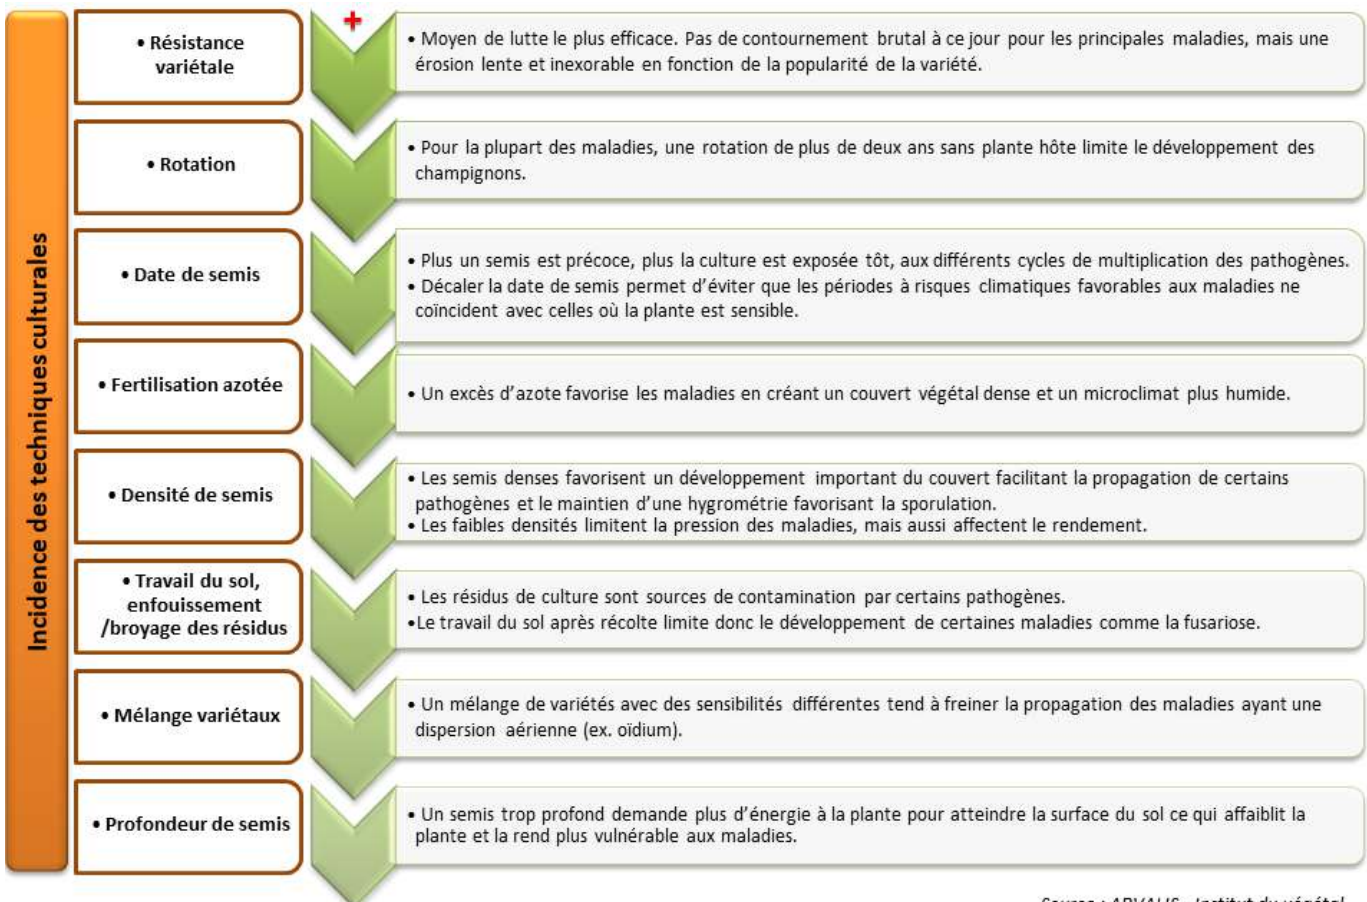 Incidence des techniques culturales
+
• Résistance
variétale
• Moyen de lutte le plus efficace. Pas de contournement brutal à ce jour pour les principales maladies, mais une
érosion lente et inexorable en fonction de la popularité de la variété.
• Rotation
• Pour la plupart des maladies, une rotation de plus de deux ans sans plante hôte limite le développement des
champignons.
• Date de semis
• Plus un semis est précoce, plus la culture est exposée tôt, aux différents cycles de multiplication des pathogènes.
• Décaler la date de semis permet d'éviter que les périodes à risques climatiques favorables aux maladies ne
coïncident avec celles où la plante est sensible.
• Fertilisation azotée
• Un excès d'azote favorise les maladies en créant un couvert végétal dense et un microclimat plus humide.
• Densité de semis
• Les semis denses favorisent un développement important du couvert facilitant la propagation de certains
pathogènes et le maintien d'une hygrométrie favorisant la sporulation.
• Les faibles densités limitent la pression des maladies, mais aussi affectent le rendement.
• Travail du sol,
enfouissement
/broyage des résidus
• Les résidus de culture sont sources de contamination par certains pathogènes.
•Le travail du sol après récolte limite donc le développement de certaines maladies comme la fusariose.
• Mélange variétaux
• Un mélange de variétés avec des sensibilités différentes tend à freiner la propagation des maladies ayant une
dispersion aérienne (ex. oïdium).
• Profondeur de semis
• Un semis trop profond demande plus d'énergie à la plante pour atteindre la surface du sol ce qui affaiblit la
plante et la rend plus vulnérable aux maladies.
Source : ARVALIS - Institut du végétal